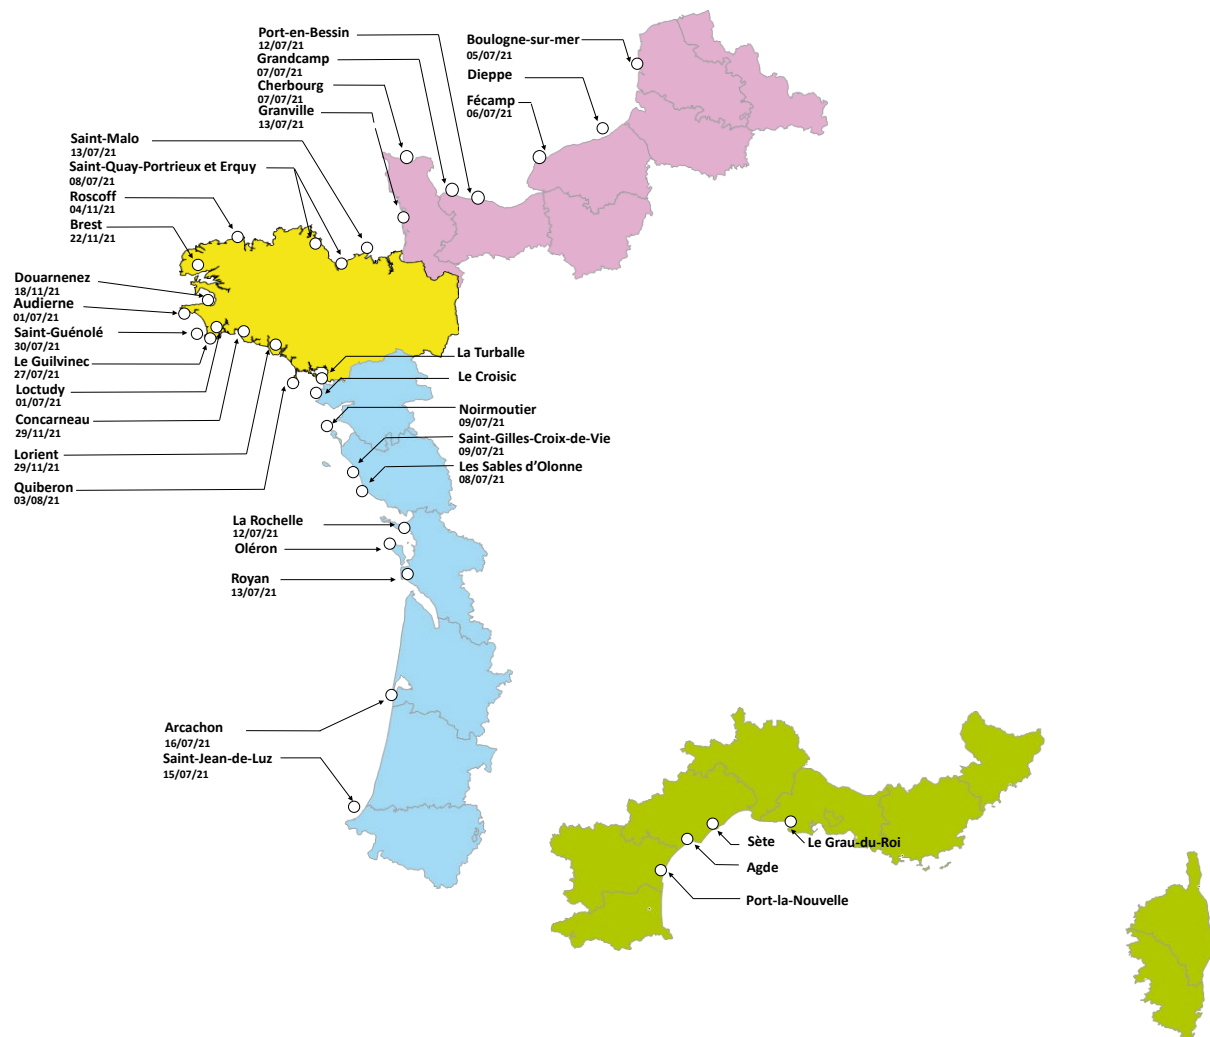 Port-en-Bessin
12/07/21
Grandcamp
07/07/21
Cherbourg
07/07/21
Granville
13/07/21
Boulogne-sur-mer
05/07/21
Dieppe
Fécamp
06/07/21
Saint-Malo
13/07/21
Saint-Quay-Portrieux et Erquy
08/07/21
Roscoff
04/11/21
Brest
22/11/21
Douarnenez
18/11/21
Audierne
01/07/21
Saint-Guénolé
30/07/21
Le Guilvinec
27/07/21
Loctudy
01/07/21
Concarneau
29/11/21
Lorient
29/11/21
Quiberon
03/08/21
La Turballe
Le Croisic
Noirmoutier
09/07/21
Saint-Gilles-Croix-de-Vie
09/07/21
Les Sables d’Olonne
08/07/21
La Rochelle
12/07/21
Oléron
Royan
13/07/21
Arcachon
16/07/21
Saint-Jean-de-Luz
15/07/21
Sète
Le Grau-du-Roi
Agde
Port-la-Nouvelle